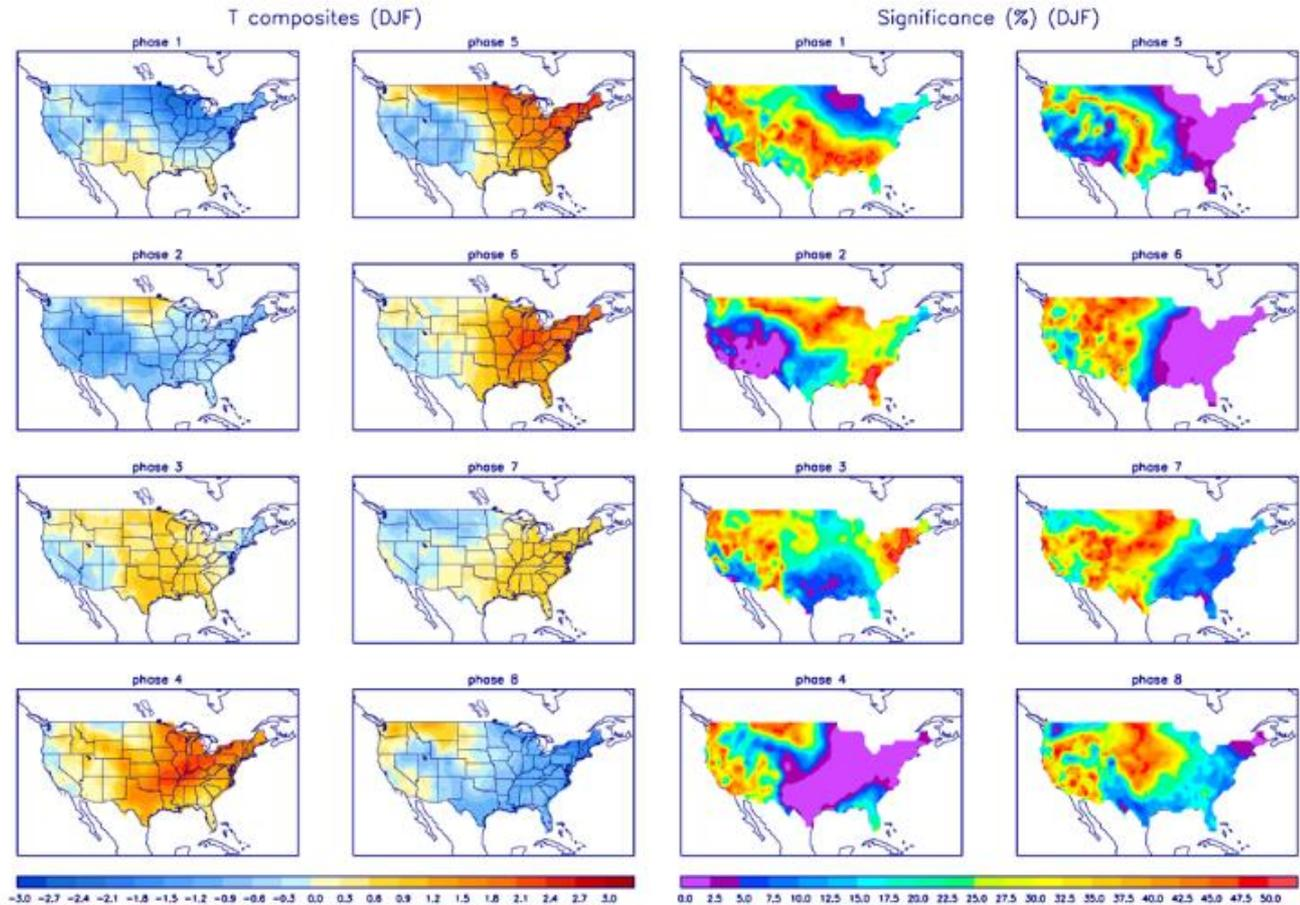 T composites (DJF)
Significance (%) (DJF)
phase 1
phase 5
phase 1
phase 5
phase 2
phase 6
phase 2
phase 6
phase 3
phase 7
phase 3
phase 7
phase 4
phase 8
phase 4
phase 8
-3.0 -2.7 -2.4 -2.1 -1.8 -1.5 -1.2 -0.9 -0.6 -0.3 0.0 0.3 0.6 0.9 1.2 1.5 1.8 2.1 2.4 2.7 3.0
0.0 2.5 5.0 7.5 10.0 12.5 15.0 17.5 20.0 22.5 25.0 27.5 30.0 32.5 35.0 37.5 40.0 42.5 45.0 47.5 50.0